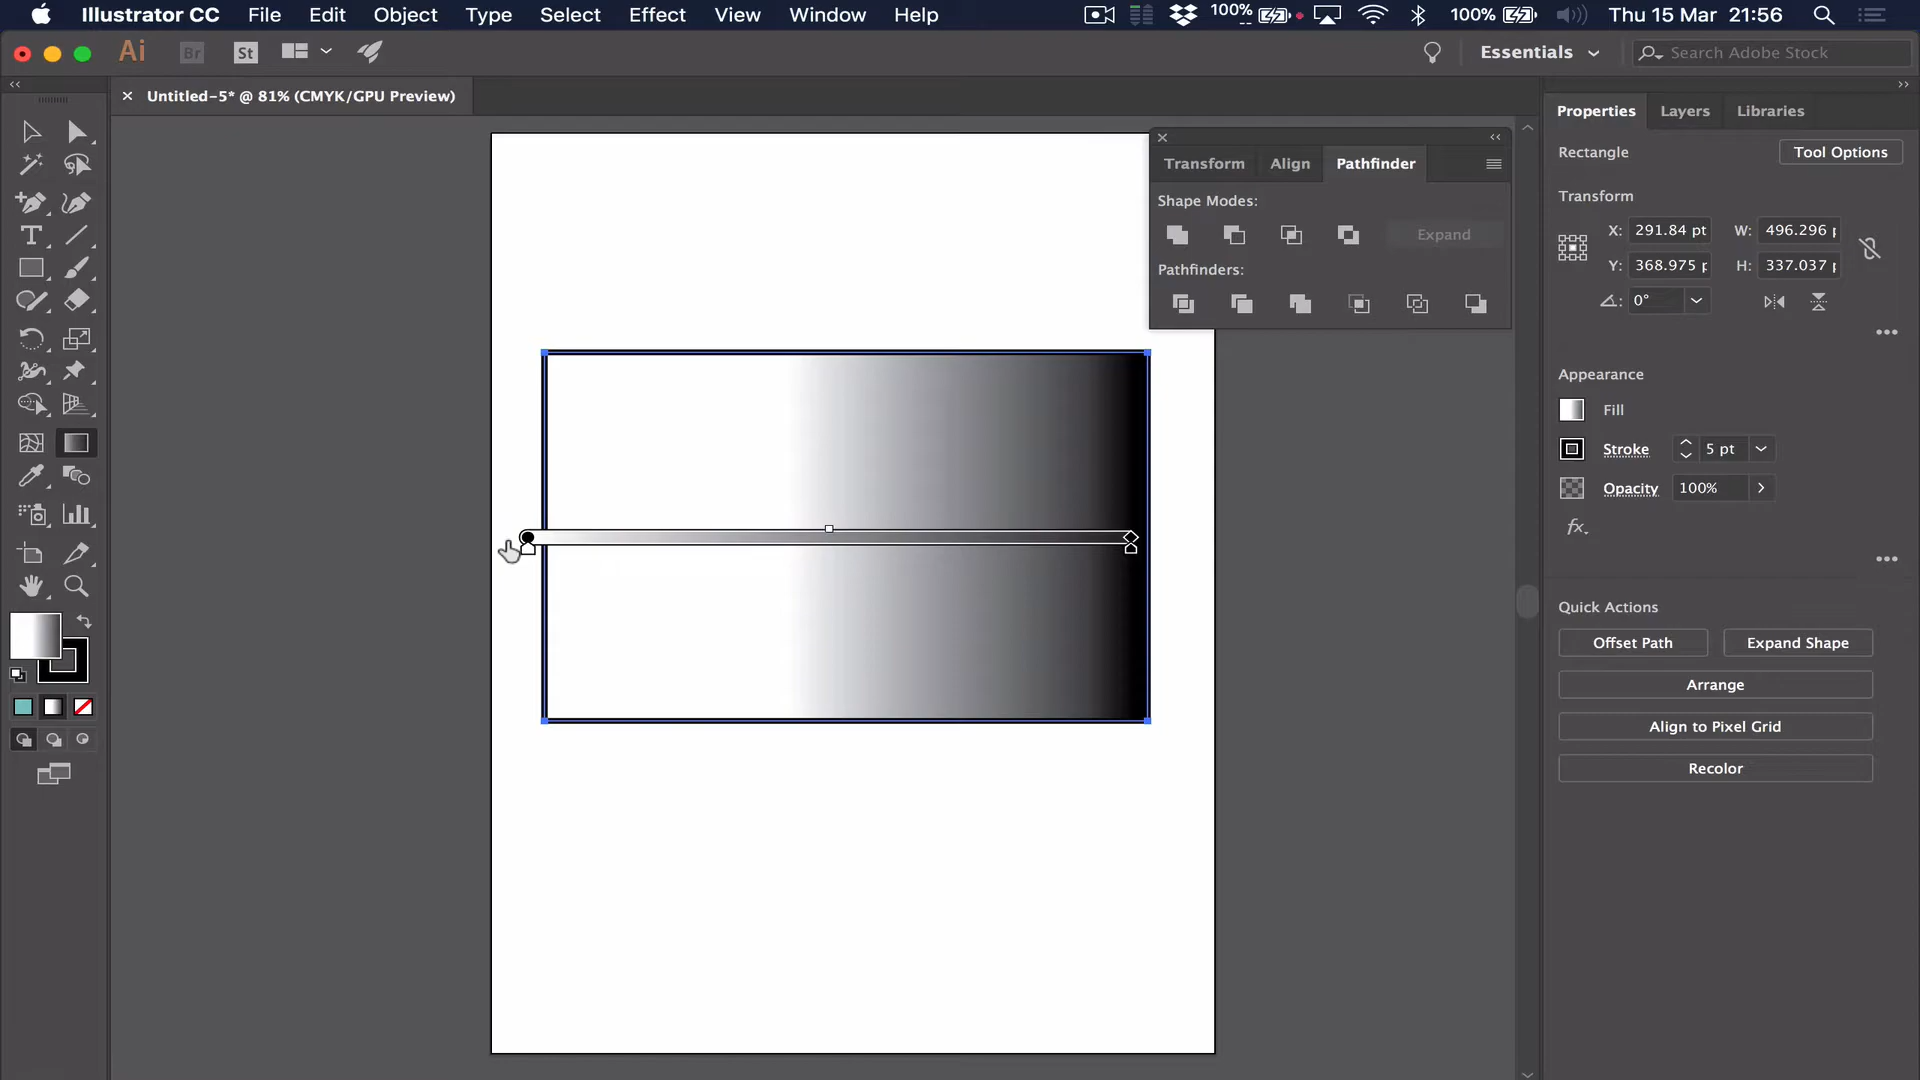 Illustrator CC File Edit Object Type Select Effect View Window Help 100% 100% Thu 15 Mar 21:56
Ai Br St Essentials Search Adobe Stock
Untitled-5* @ 81% (CMYK/GPU Preview)
Transform Align Pathfinder
Shape Modes:
Expand
Pathfinders:
Properties Layers Libraries
Rectangle Tool Options
Transform
X: 291.84 pt W: 496.296
Y: 368.975 H: 337.037
0°
Appearance
Fill
Stroke 5 pt
Opacity 100%
fx
Quick Actions
Offset Path Expand Shape
Arrange
Align to Pixel Grid
Recolor